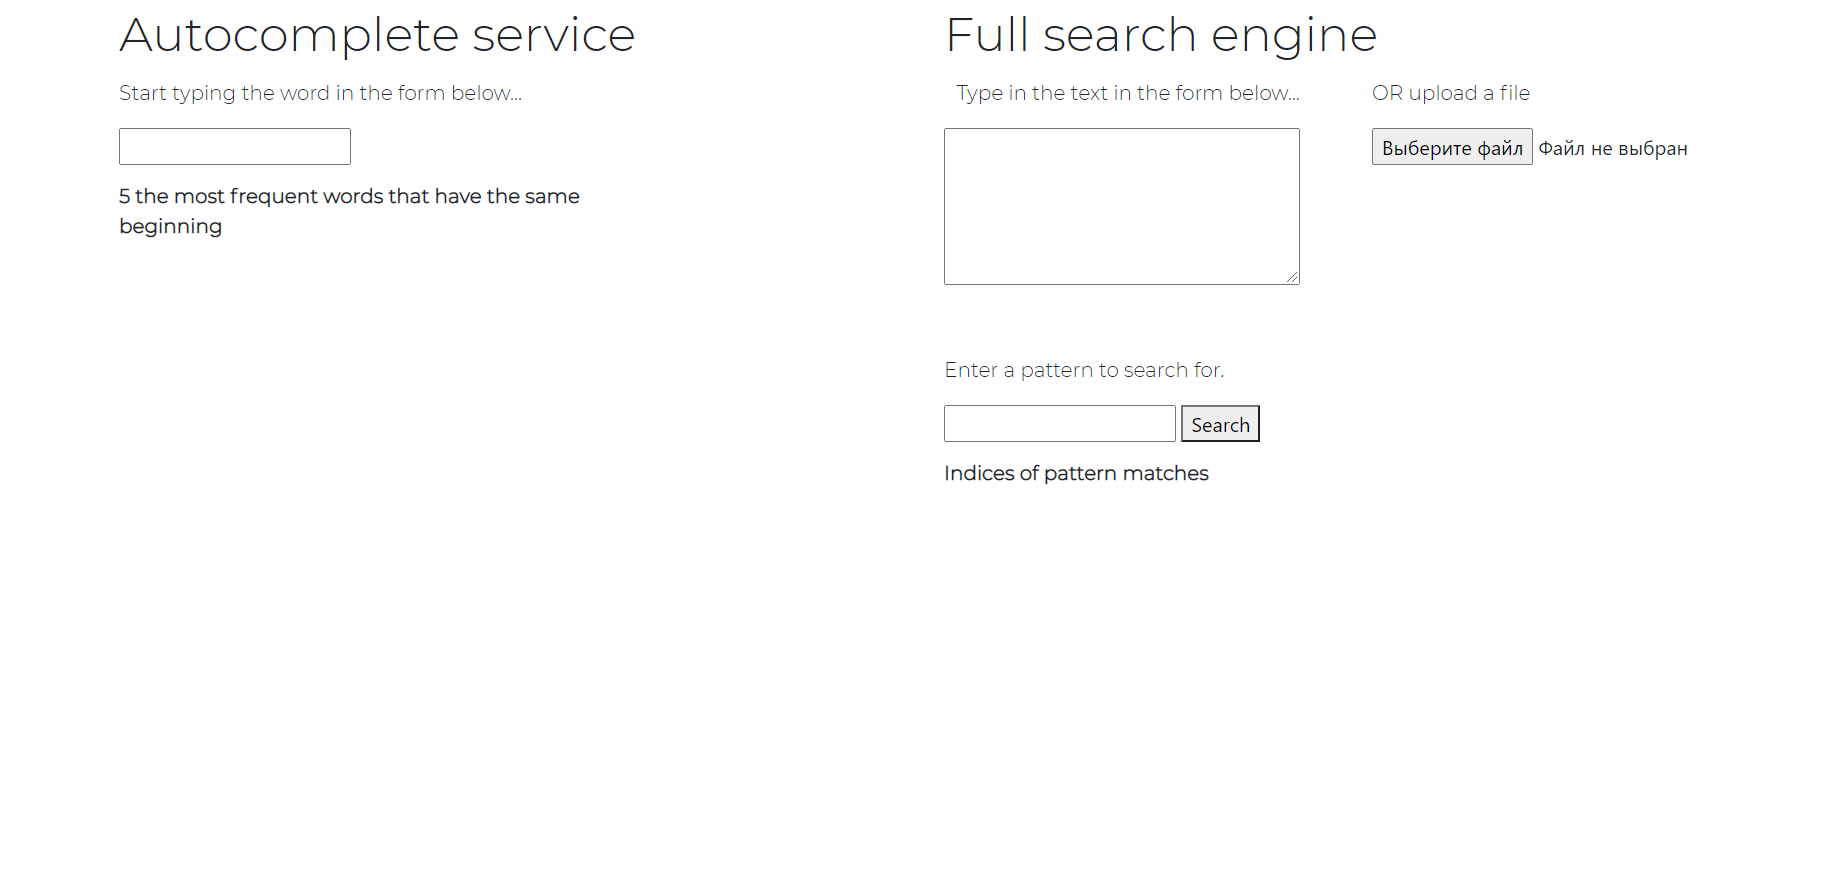 Autocomplete service
Start typing the word in the form below...
5 the most frequent words that have the same
beginning
Full search engine
Type in the text in the form below...
OR upload a file
Выберите файл Файл не выбран
Enter a pattern to search for.
Search
Indices of pattern matches